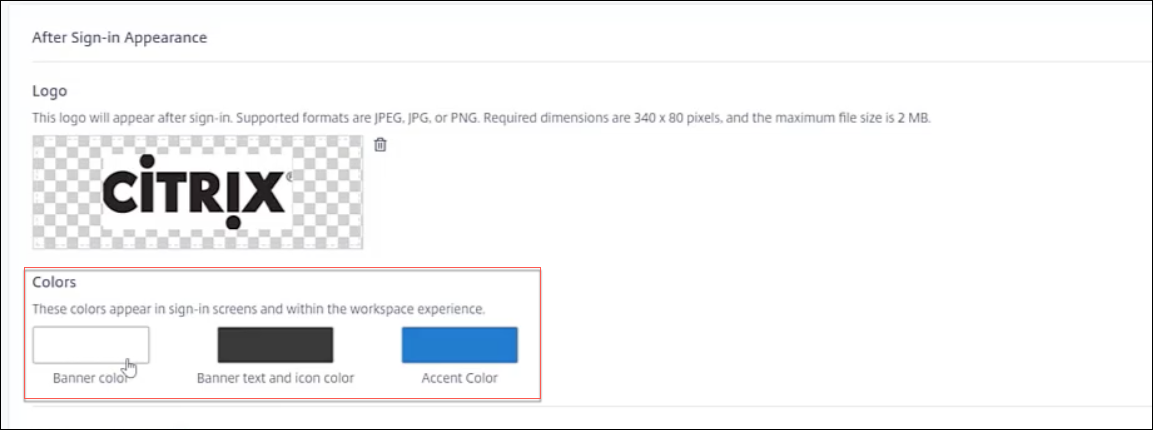 After Sign-in Appearance
Logo
This logo will appear after sign-in. Supported formats are JPEG, JPG, or PNG. Required dimensions are 340 x 80 pixels, and the maximum file size is 2 MB.
CITRIX®
Colors
These colors appear in sign-in screens and within the workspace experience.
Banner color
Banner text and icon color
Accent Color